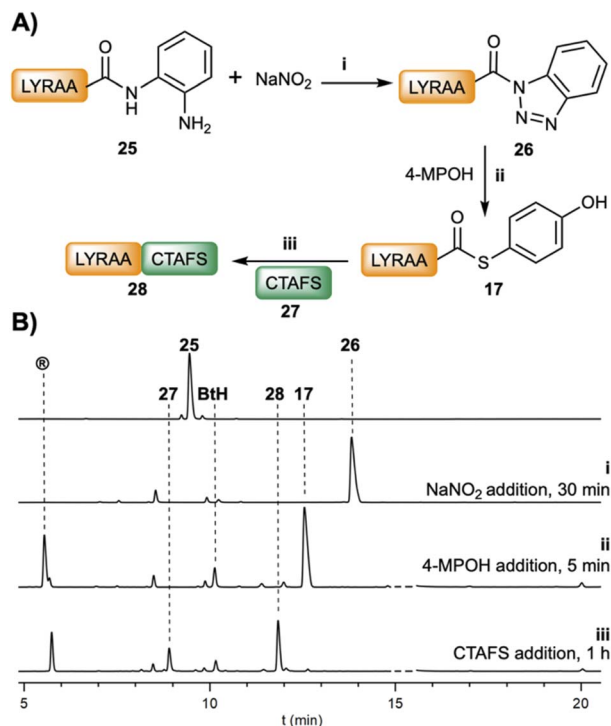 A)
LYRAA
O
N
H
NH₂
25
+ NaNO₂
i
LYRAA
O
N
N=N
26
4-MPOH ii
LYRAA
O
S
OH
17
iii
CTAFS
27
LYRAA CTAFS
28
B)
®
25
26
27 BtH 28 17
i
NaNO₂ addition, 30 min
ii
4-MPOH addition, 5 min
iii
CTAFS addition, 1 h
5 10 15 20
t (min)